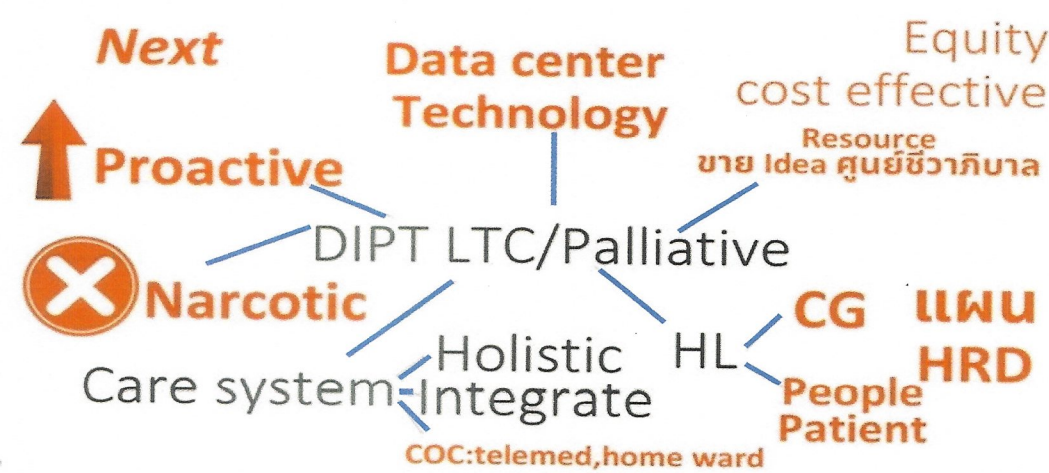 Next
Data center
Technology
Equity
cost effective
Resource
ขาย Idea ศูนย์ชีวาภิบาล
Proactive
DIPT LTC/Palliative
Narcotic
Care system
Holistic
Integrate
COC:telemed,home ward
HL
CG
People
Patient
แผน
HRD